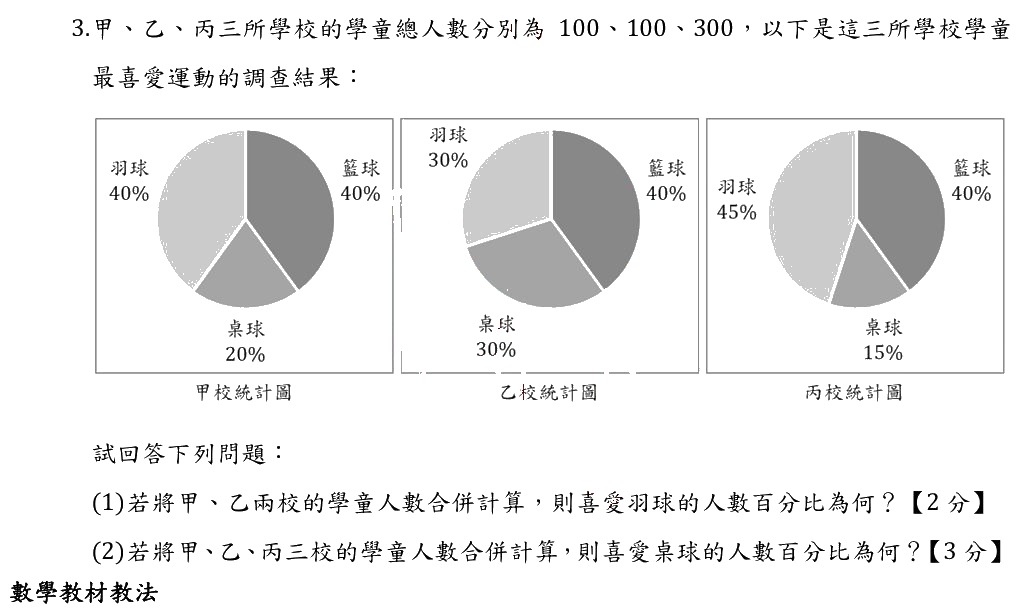 3.甲、乙、丙三所學校的學童總人數分別為 100、100、300，以下是這三所學校學童
最喜愛運動的調查結果：
羽球
40%
籃球
40%
桌球
20%
甲校統計圖
羽球
30%
籃球
40%
桌球
30%
乙校統計圖
羽球
45%
籃球
40%
桌球
15%
丙校統計圖
試回答下列問題：
(1)若將甲、乙兩校的學童人數合併計算，則喜愛羽球的人數百分比為何？【2 分】
(2)若將甲、乙、丙三校的學童人數合併計算，則喜愛桌球的人數百分比為何？【3 分】
數學教材教法